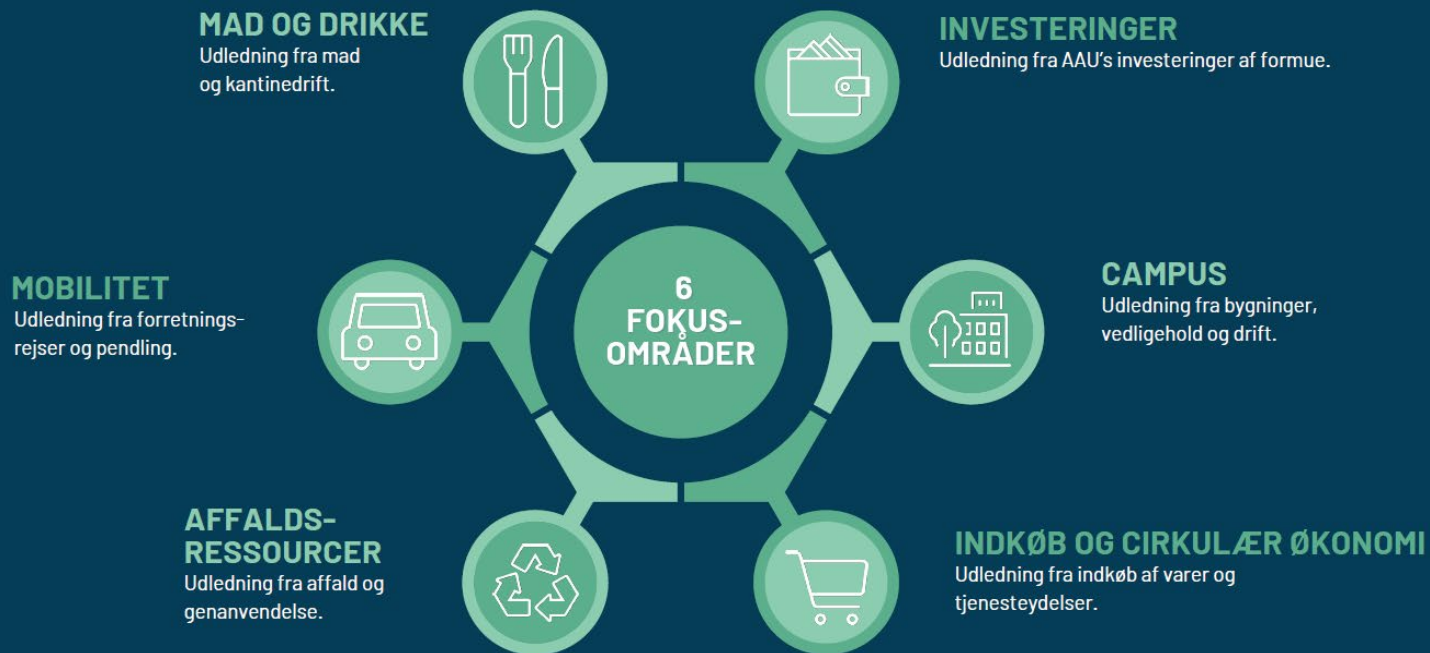 MAD OG DRIKKE
Udledning fra mad
og kantinedrift.
INVESTERINGER
Udledning fra AAU's investeringer af formue.
MOBILITET
Udledning fra forretnings-
rejser og pendling.
6
FOKUS-
OMRÅDER
CAMPUS
Udledning fra bygninger,
vedligehold og drift.
AFFALDS-
RESSOURCER
Udledning fra affald og
genanvendelse.
INDKØB OG CIRKULÆR ØKONOMI
Udledning fra indkøb af varer og
tjenesteydelser.